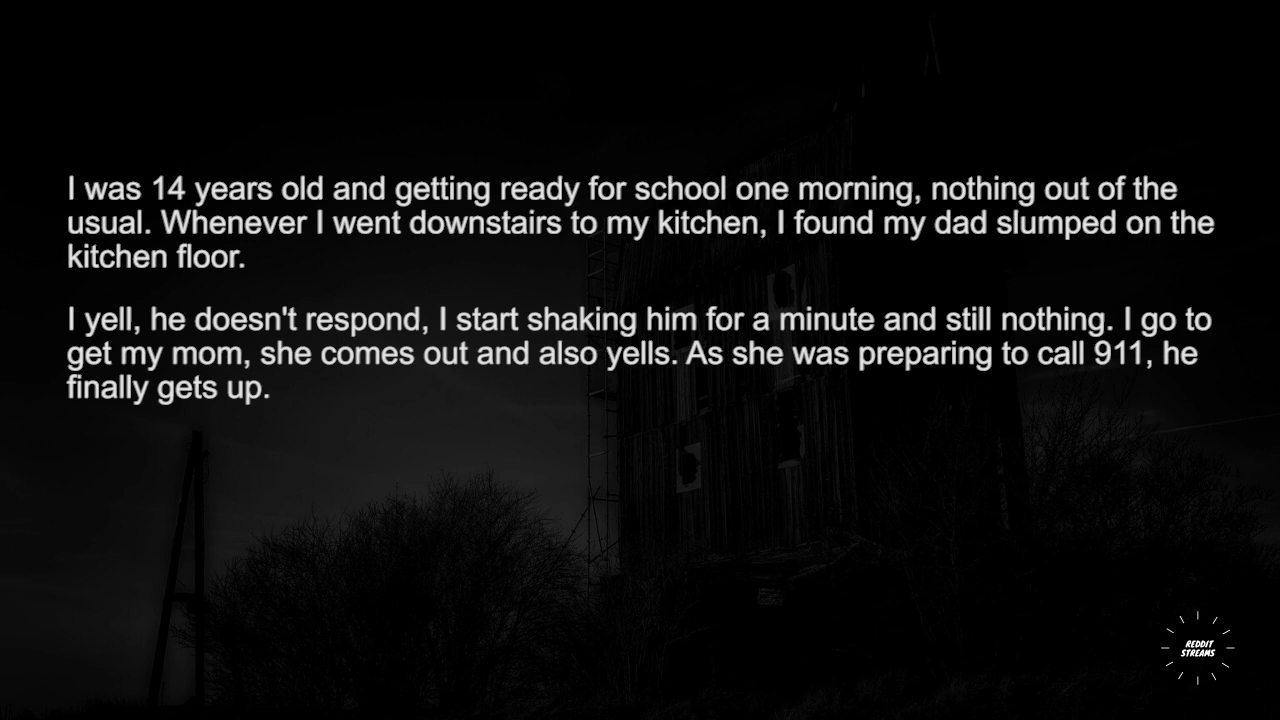 I was 14 years old and getting ready for school one morning, nothing out of the
usual. Whenever I went downstairs to my kitchen, I found my dad slumped on the
kitchen floor.
I yell, he doesn't respond, I start shaking him for a minute and still nothing. I go to
get my mom, she comes out and also yells. As she was preparing to call 911, he
finally gets up.
REDDIT
STREAMS